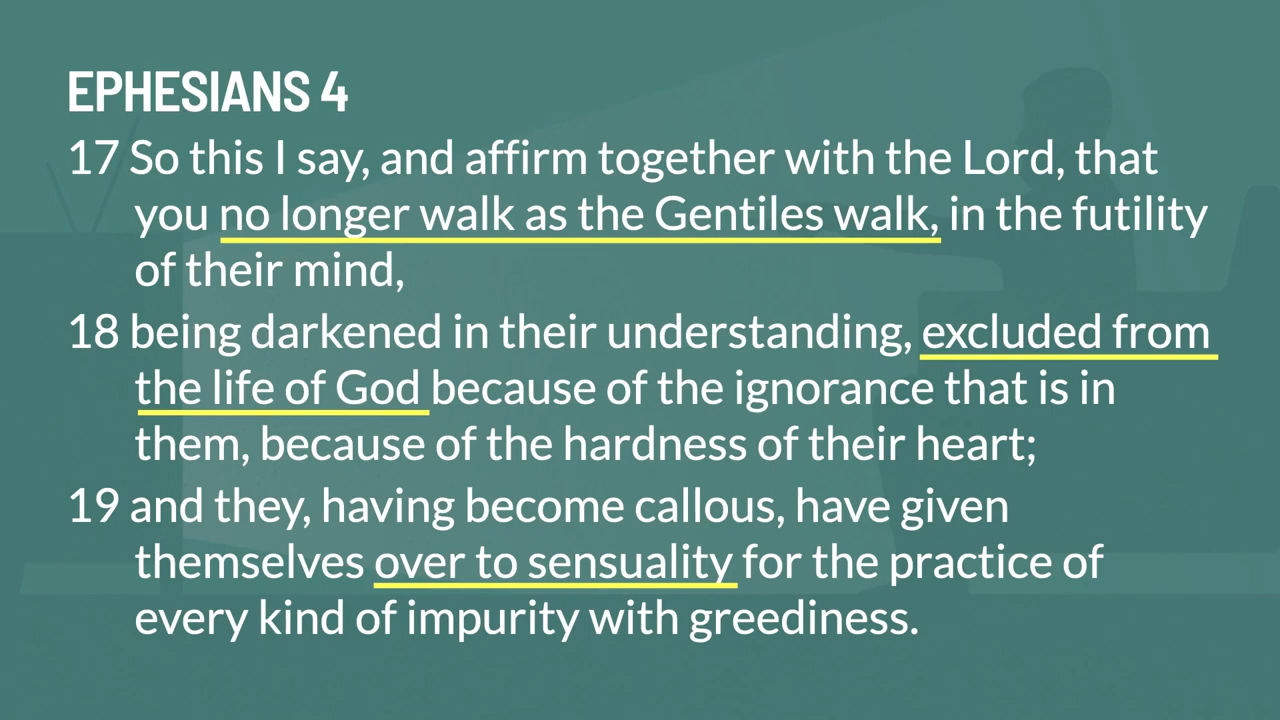 EPHESIANS 4
17 So this I say, and affirm together with the Lord, that
you no longer walk as the Gentiles walk, in the futility
of their mind,
18 being darkened in their understanding, excluded from
the life of God because of the ignorance that is in
them, because of the hardness of their heart;
19 and they, having become callous, have given
themselves over to sensuality for the practice of
every kind of impurity with greediness.